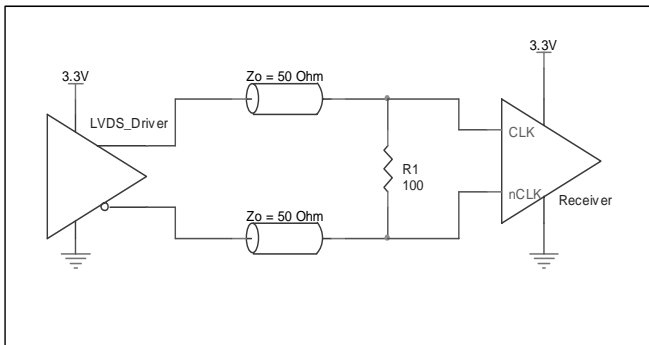 3.3V
3.3V
Zo = 50 Ohm
LVDS_Driver
CLK
R1
100
nCLK
Receiver
Zo = 50 Ohm